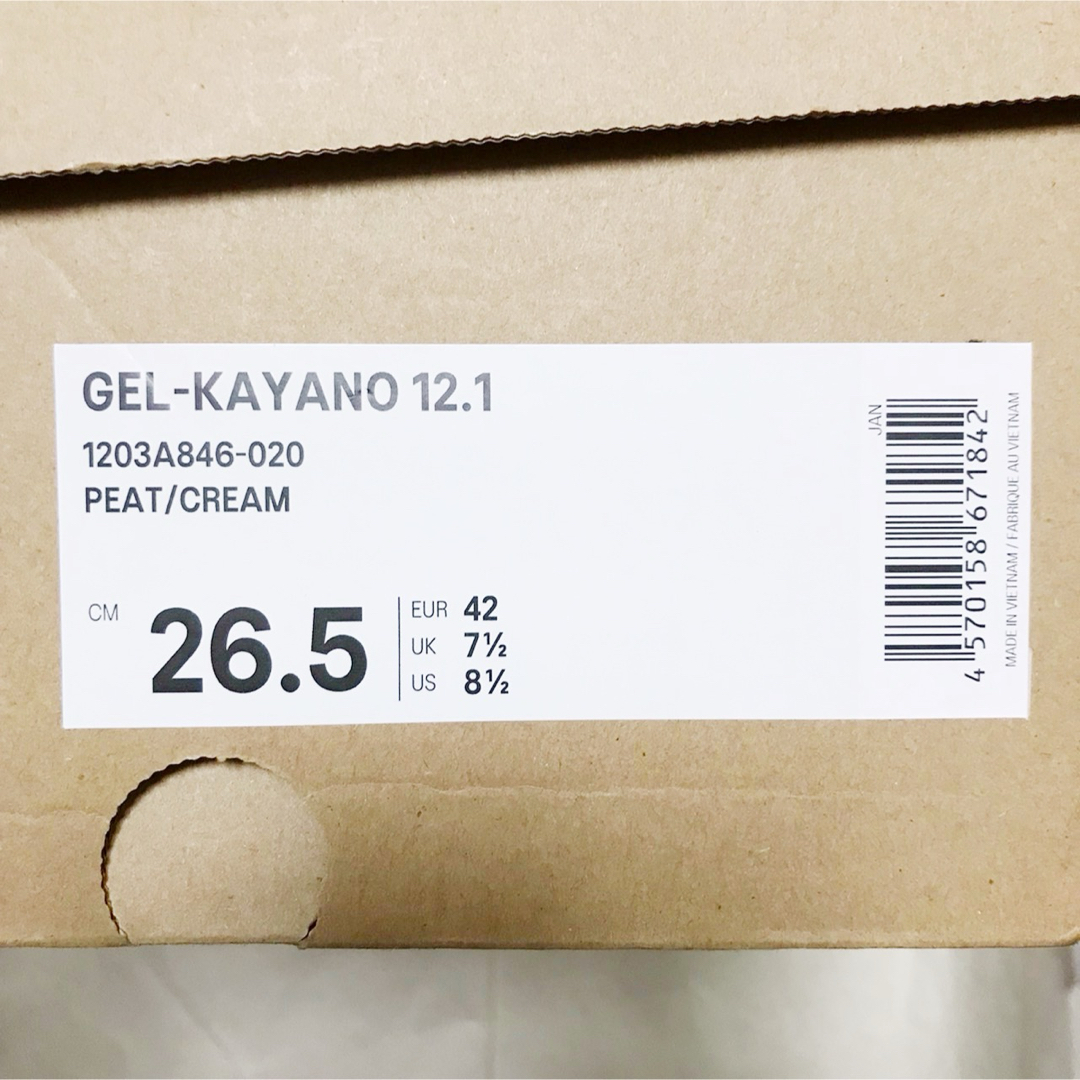 GEL-KAYANO 12.1
1203A846-020
PEAT/CREAM
CM 26.5
EUR 42
UK 7½
US 8½
JAN
4 570158 671842
MADE IN VIETNAM / FABRIQUE AU VIETNAM